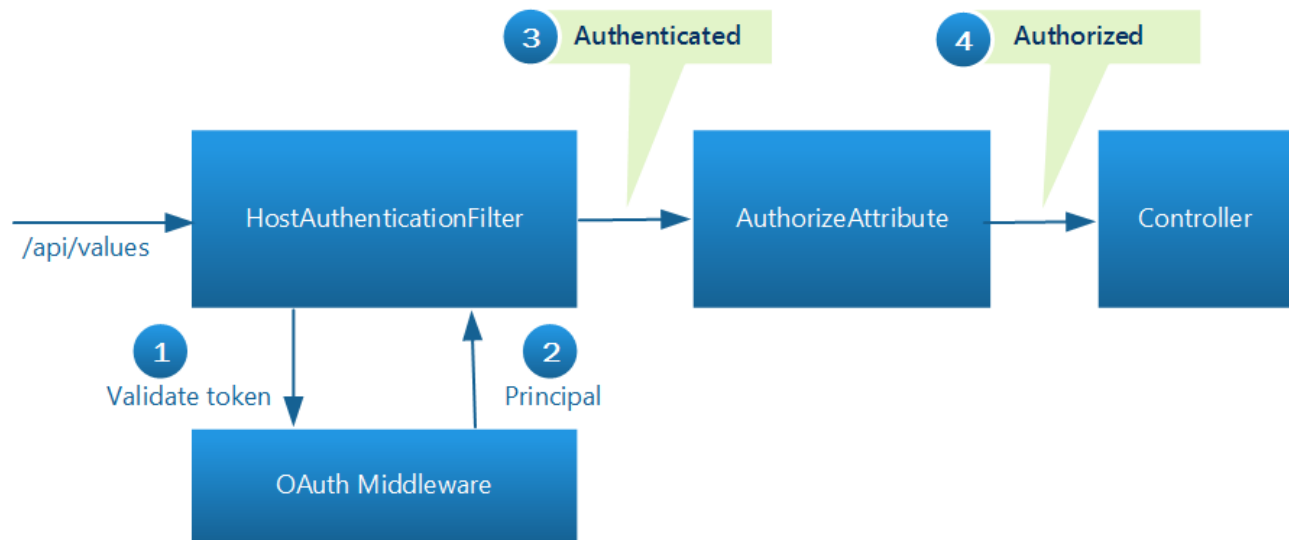 3 Authenticated
4 Authorized
HostAuthenticationFilter
AuthorizeAttribute
Controller
/api/values
1
Validate token
2
Principal
OAuth Middleware